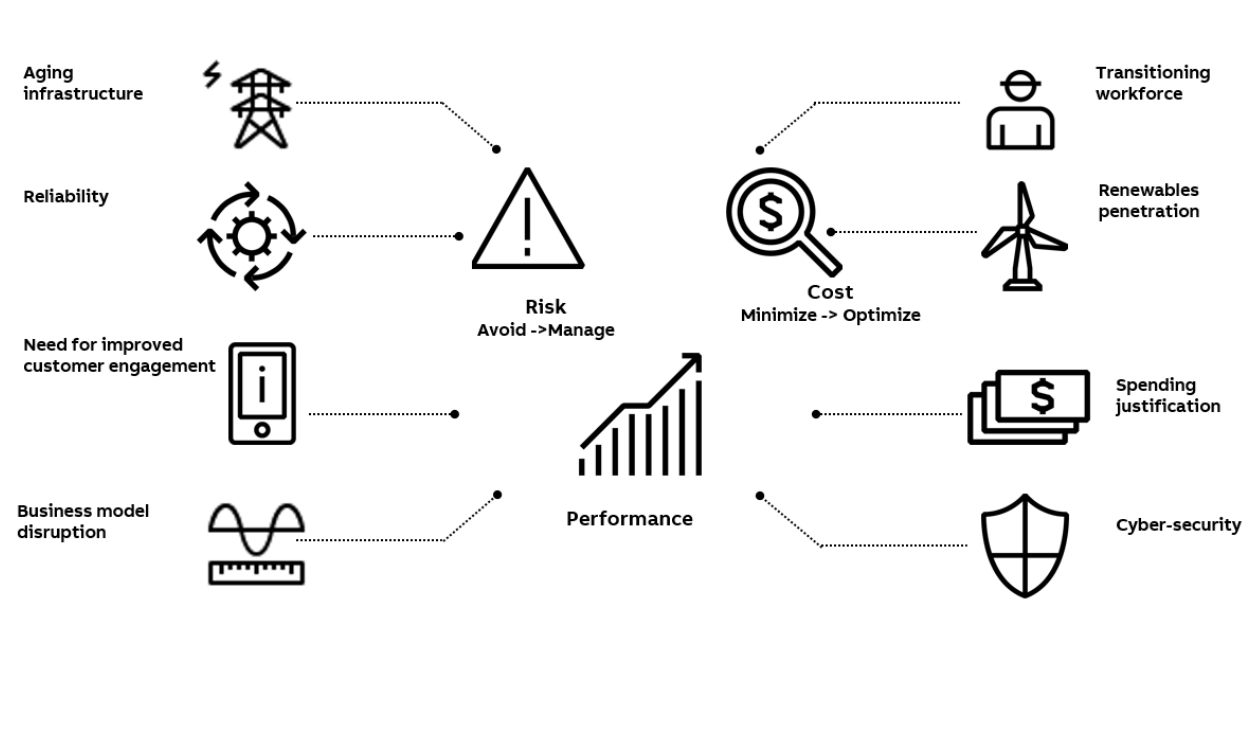 Aging
infrastructure
Reliability
Need for improved
customer engagement
Business model
disruption
Risk
Avoid ->Manage
Cost
Minimize -> Optimize
Performance
Transitioning
workforce
Renewables
penetration
Spending
justification
Cyber-security